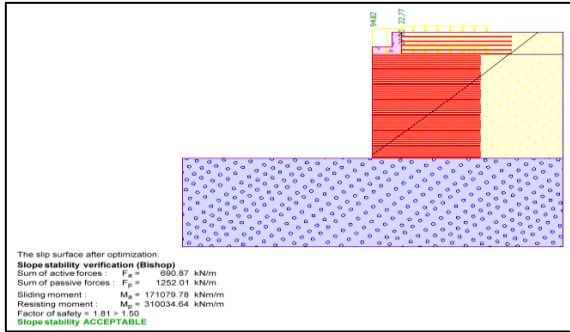 94.82 22.77
The slip surface after optimization.
Slope stability verification (Bishop)
Sum of active forces : Fa = 690.87 kN/m
Sum of passive forces : Fp = 1252.01 kN/m
Sliding moment : Ma = 171079.78 kNm/m
Resisting moment : Mp = 310034.64 kNm/m
Factor of safety = 1.81 > 1.50
Slope stability ACCEPTABLE